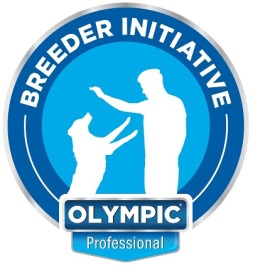 BREEDER INITIATIVE
OLYMPIC
Professional